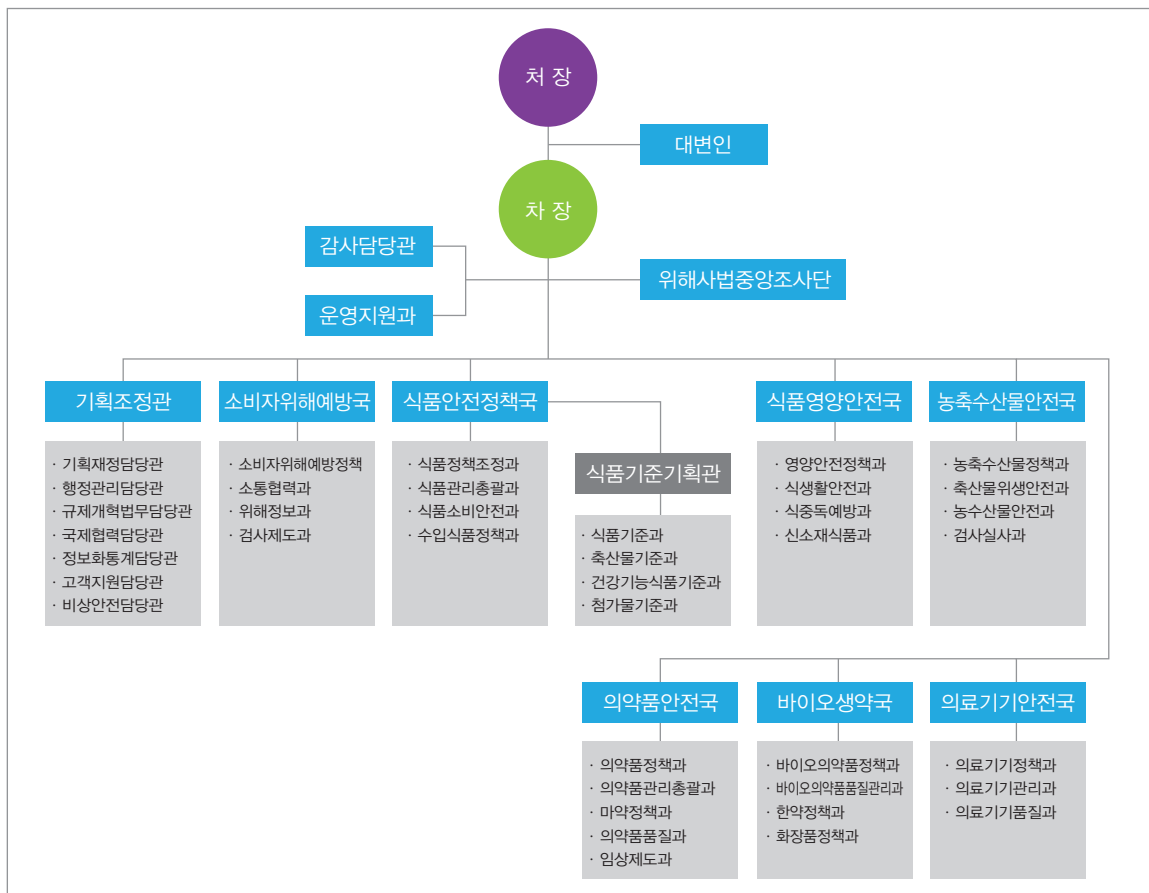 처 장
대변인
차 장
감사담당관
위해사법중앙조사단
운영지원과
기획조정관
· 기획재정담당관
· 행정관리담당관
· 규제개혁법무담당관
· 국제협력담당관
· 정보화통계담당관
· 고객지원담당관
· 비상안전담당관
소비자위해예방국
· 소비자위해예방정책
· 소통협력과
· 위해정보과
· 검사제도과
식품안전정책국
· 식품정책조정과
· 식품관리총괄과
· 식품소비안전과
· 수입식품정책과
식품기준기획관
· 식품기준과
· 축산물기준과
· 건강기능식품기준과
· 첨가물기준과
식품영양안전국
· 영양안전정책과
· 식생활안전과
· 식중독예방과
· 신소재식품과
농축수산물안전국
· 농축수산물정책과
· 축산물위생안전과
· 농수산물안전과
· 검사실사과
의약품안전국
· 의약품정책과
· 의약품관리총괄과
· 마약정책과
· 의약품품질과
· 임상제도과
바이오생약국
· 바이오의약품정책과
· 바이오의약품품질관리과
· 한약정책과
· 화장품정책과
의료기기안전국
· 의료기기정책과
· 의료기기관리과
· 의료기기품질과